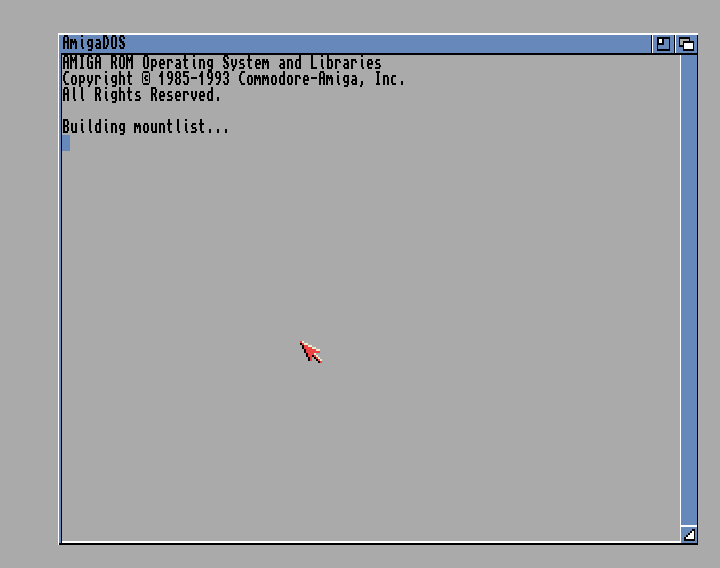 AmigaDOS
AMIGA ROM Operating System and Libraries
Copyright © 1985-1993 Commodore-Amiga, Inc.
All Rights Reserved.
Building mountlist...